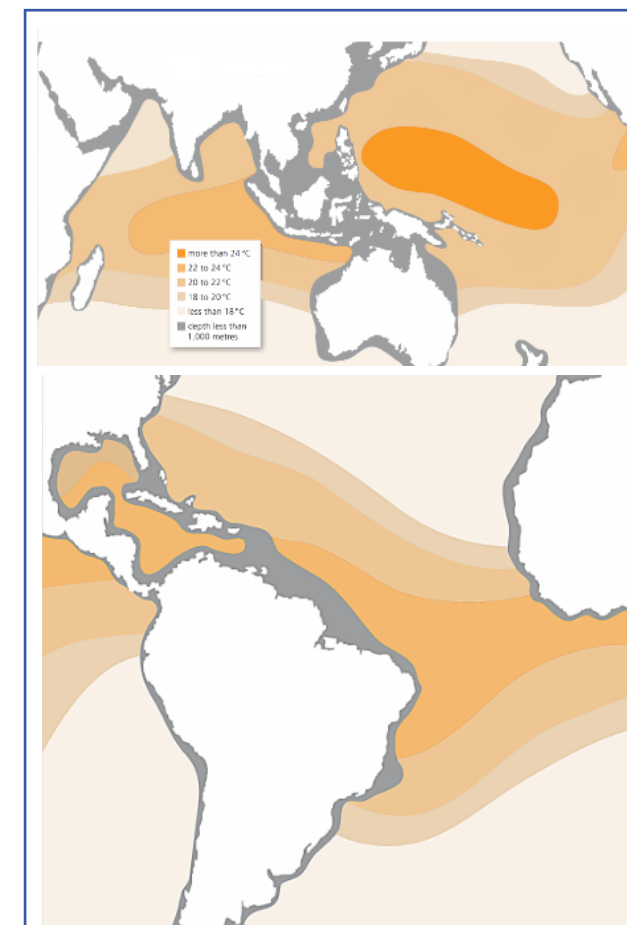 more than 24 °C
22 to 24 °C
20 to 22 °C
18 to 20 °C
less than 18 °C
depth less than
1,000 metres